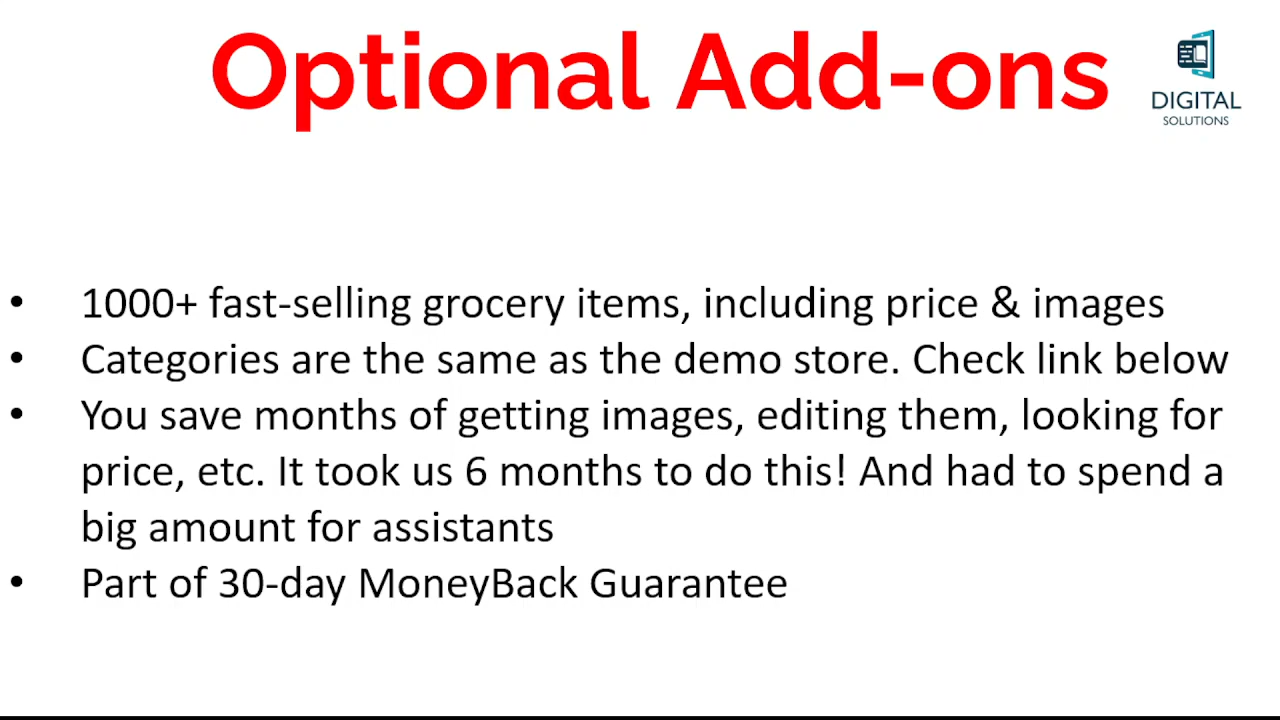 Optional Add-ons
DIGITAL
SOLUTIONS
• 1000+ fast-selling grocery items, including price & images
• Categories are the same as the demo store. Check link below
• You save months of getting images, editing them, looking for
price, etc. It took us 6 months to do this! And had to spend a
big amount for assistants
• Part of 30-day MoneyBack Guarantee